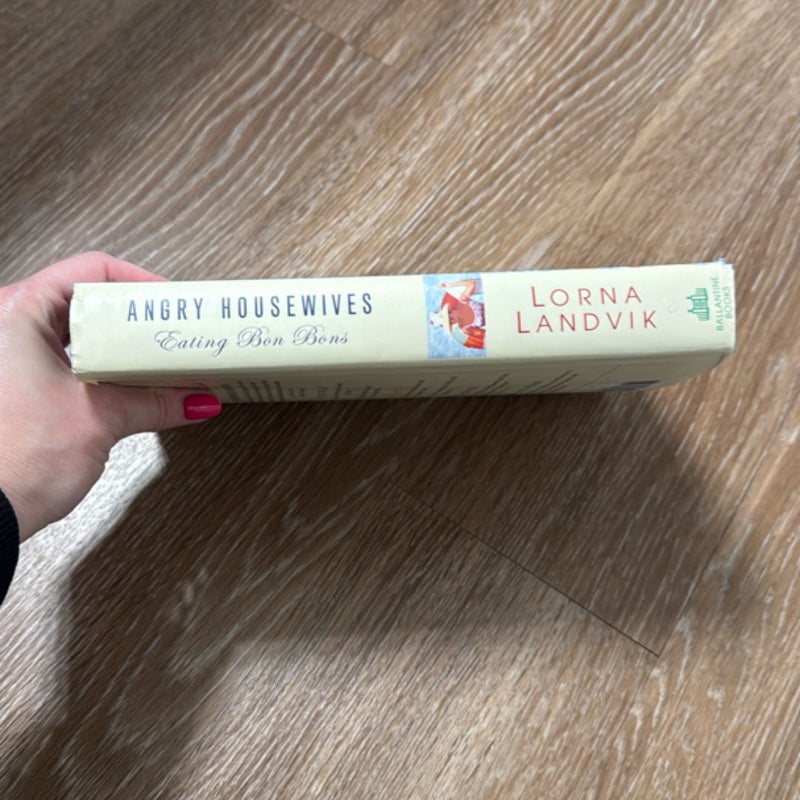 ANGRY HOUSEWIVES
Eating Bon Bons
LORNA
LANDVIK
BALLANTINE
BOOKS